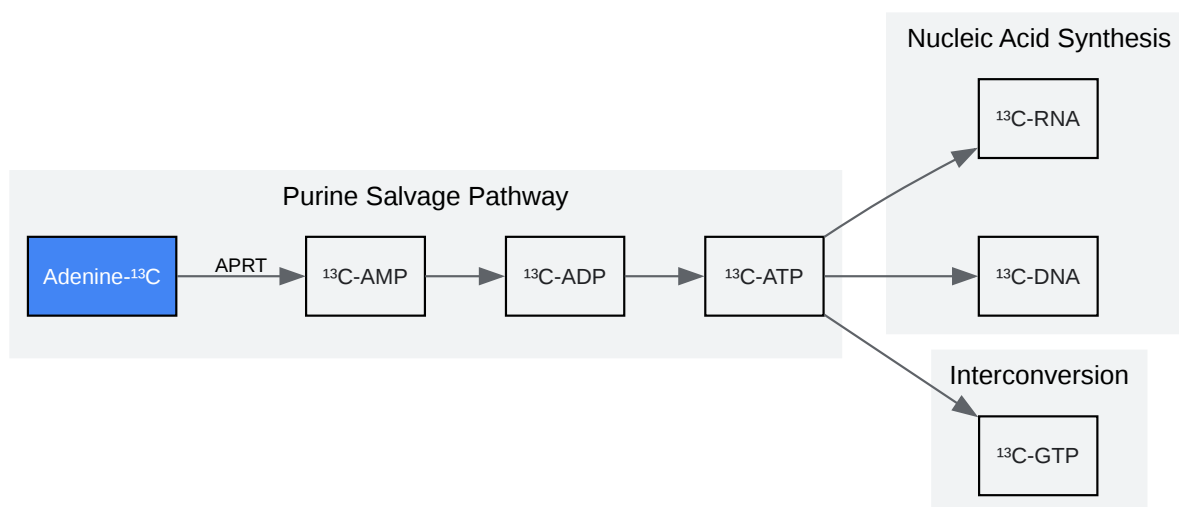 Nucleic Acid Synthesis
¹³C-RNA
Purine Salvage Pathway
Adenine-¹³C
APRT
¹³C-AMP
¹³C-ADP
¹³C-ATP
¹³C-DNA
Interconversion
¹³C-GTP